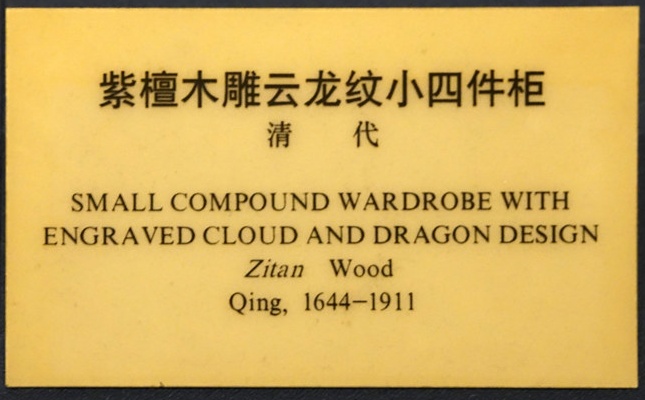 紫檀木雕云龙纹小四件柜
清 代
SMALL COMPOUND WARDROBE WITH
ENGRAVED CLOUD AND DRAGON DESIGN
Zitan Wood
Qing, 1644–1911